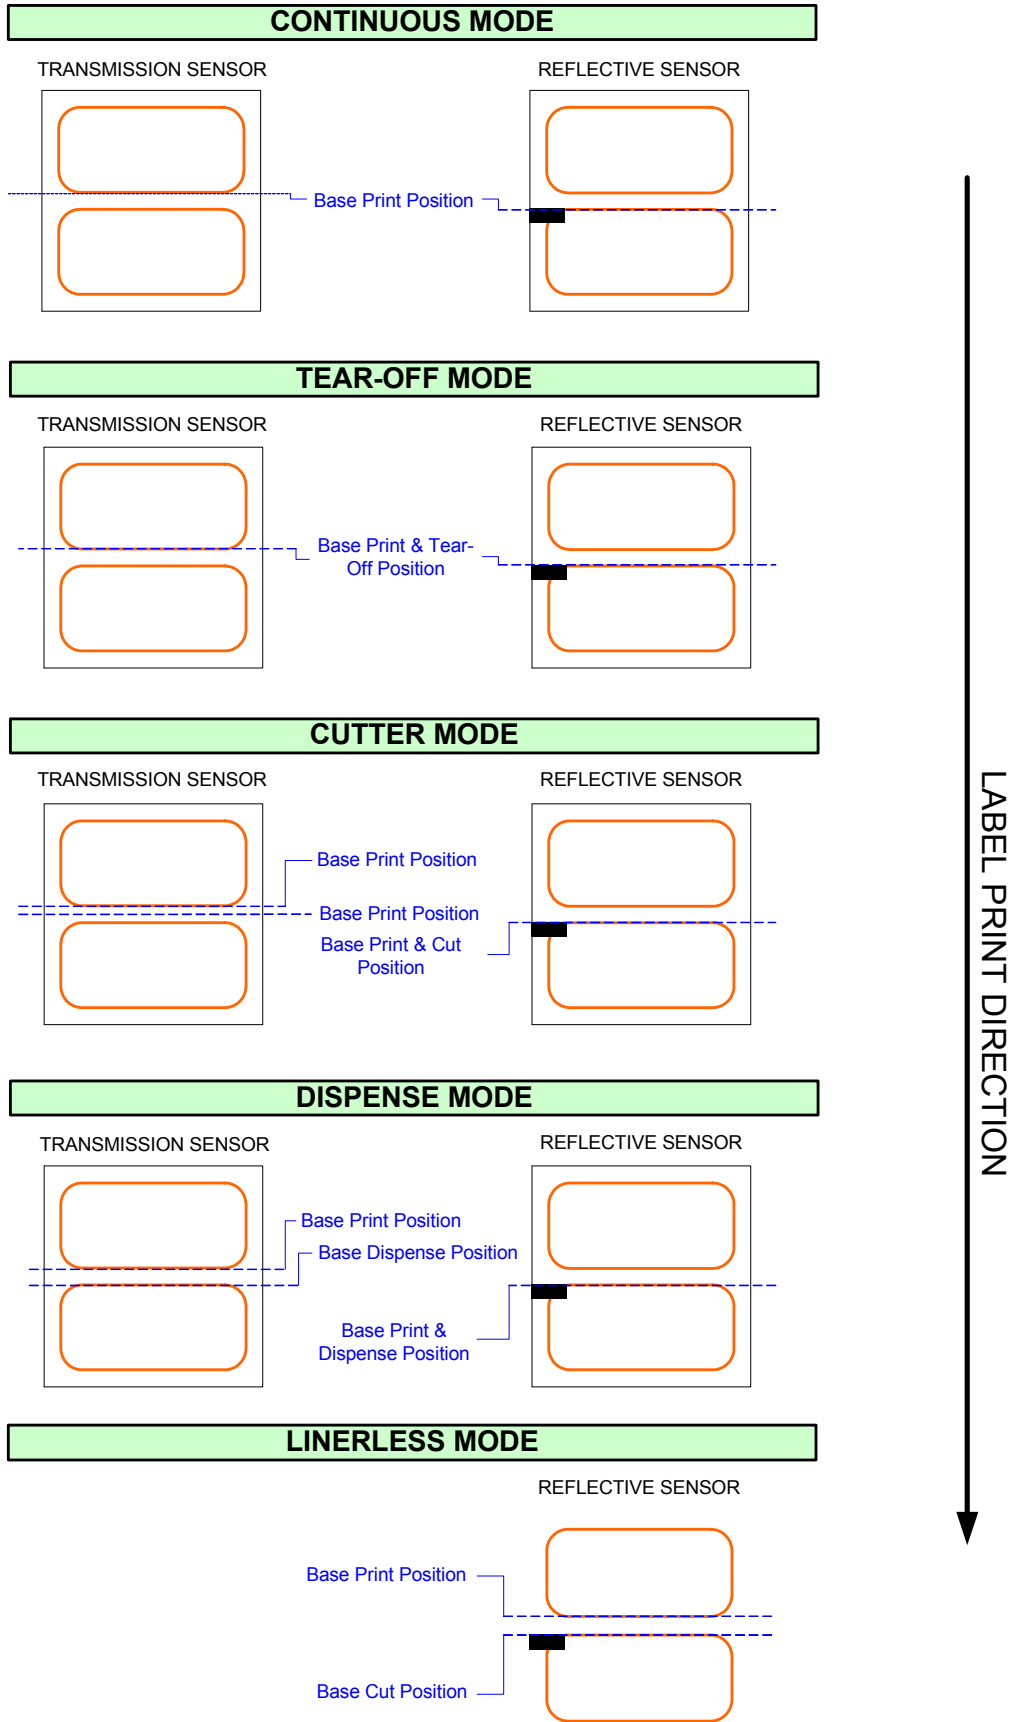 CONTINUOUS MODE
TRANSMISSION SENSOR
REFLECTIVE SENSOR
Base Print Position
TEAR-OFF MODE
TRANSMISSION SENSOR
REFLECTIVE SENSOR
Base Print & Tear-
Off Position
CUTTER MODE
TRANSMISSION SENSOR
REFLECTIVE SENSOR
Base Print Position
Base Print Position
Base Print & Cut
Position
DISPENSE MODE
TRANSMISSION SENSOR
REFLECTIVE SENSOR
Base Print Position
Base Dispense Position
Base Print &
Dispense Position
LINERLESS MODE
REFLECTIVE SENSOR
Base Print Position
Base Cut Position
LABEL PRINT DIRECTION